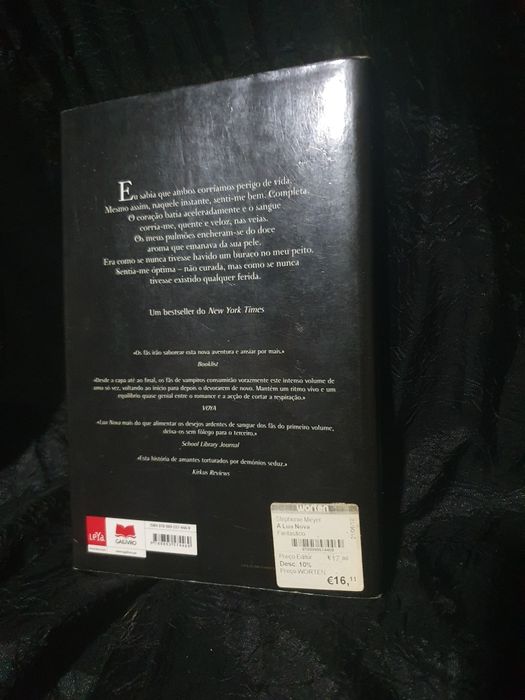 Eu sabia que ambos corríamos perigo de vida.
Mesmo assim, naquele instante, senti-me bem. Completa.
O coração batia aceleradamente e o sangue
corria-me, quente e veloz, nas veias.
Os meus pulmões encheram-se do doce
aroma que emanava da sua pele.
Era como se nunca tivesse havido um buraco no meu peito.
Sentia-me óptima – não curada, mas como se nunca
tivesse existido qualquer ferida.
Um bestseller do New York Times
«Os fãs irão saborear esta nova aventura e ansiar por mais.»
Booklist
«Desde a capa até ao final, os fãs de vampiros consumirão vorazmente este intenso volume de
uma só vez, voltando ao início para depois o devorarem de novo. Mantém um ritmo vivo e um
equilíbrio quase genial entre o romance e a acção de cortar a respiração.»
VOYA
«Lua Nova mais do que alimentar os desejos ardentes de sangue dos fãs do primeiro volume,
deixa-os sem fôlego para o terceiro.»
School Library Journal
«Esta história de amantes torturados por demónios seduz.»
Kirkus Reviews
LeYa
GAILIVRO
ISBN 978-989-557-
worten
Stephenie Meyer
A Lua Nova
Fantástico
Preço Editor €17,90
Desc. 10%
Preço WORTEN
€16,11